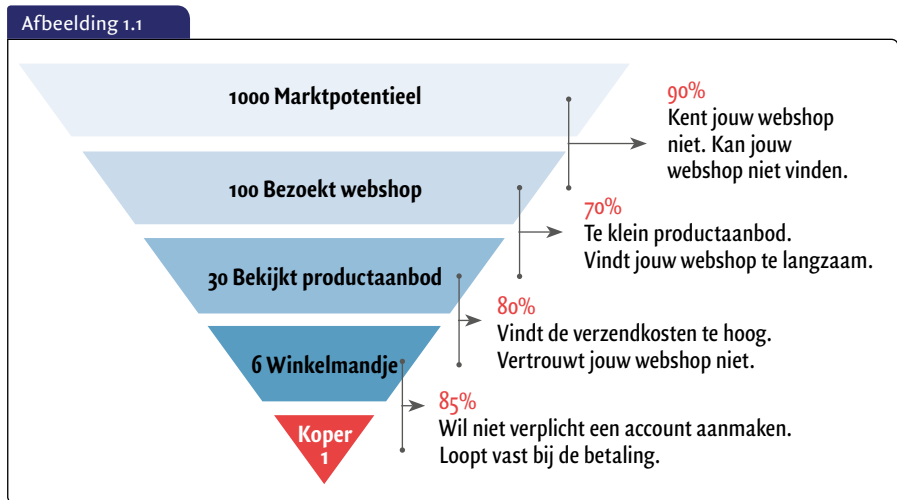 Afbeelding 1.1
1000 Marktpotentieel
90%
Kent jouw webshop
niet. Kan jouw
webshop niet vinden.
100 Bezoekt webshop
70%
Te klein productaanbod.
Vindt jouw webshop te langzaam.
30 Bekijkt productaanbod
80%
Vindt de verzendkosten te hoog.
Vertrouwt jouw webshop niet.
6 Winkelmandje
85%
Wil niet verplicht een account aanmaken.
Loopt vast bij de betaling.
Koper
1